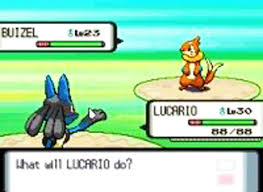 BUIZEL ♂Lv23
LUCARIO ♂Lv30
88/88
What will LUCARIO do?